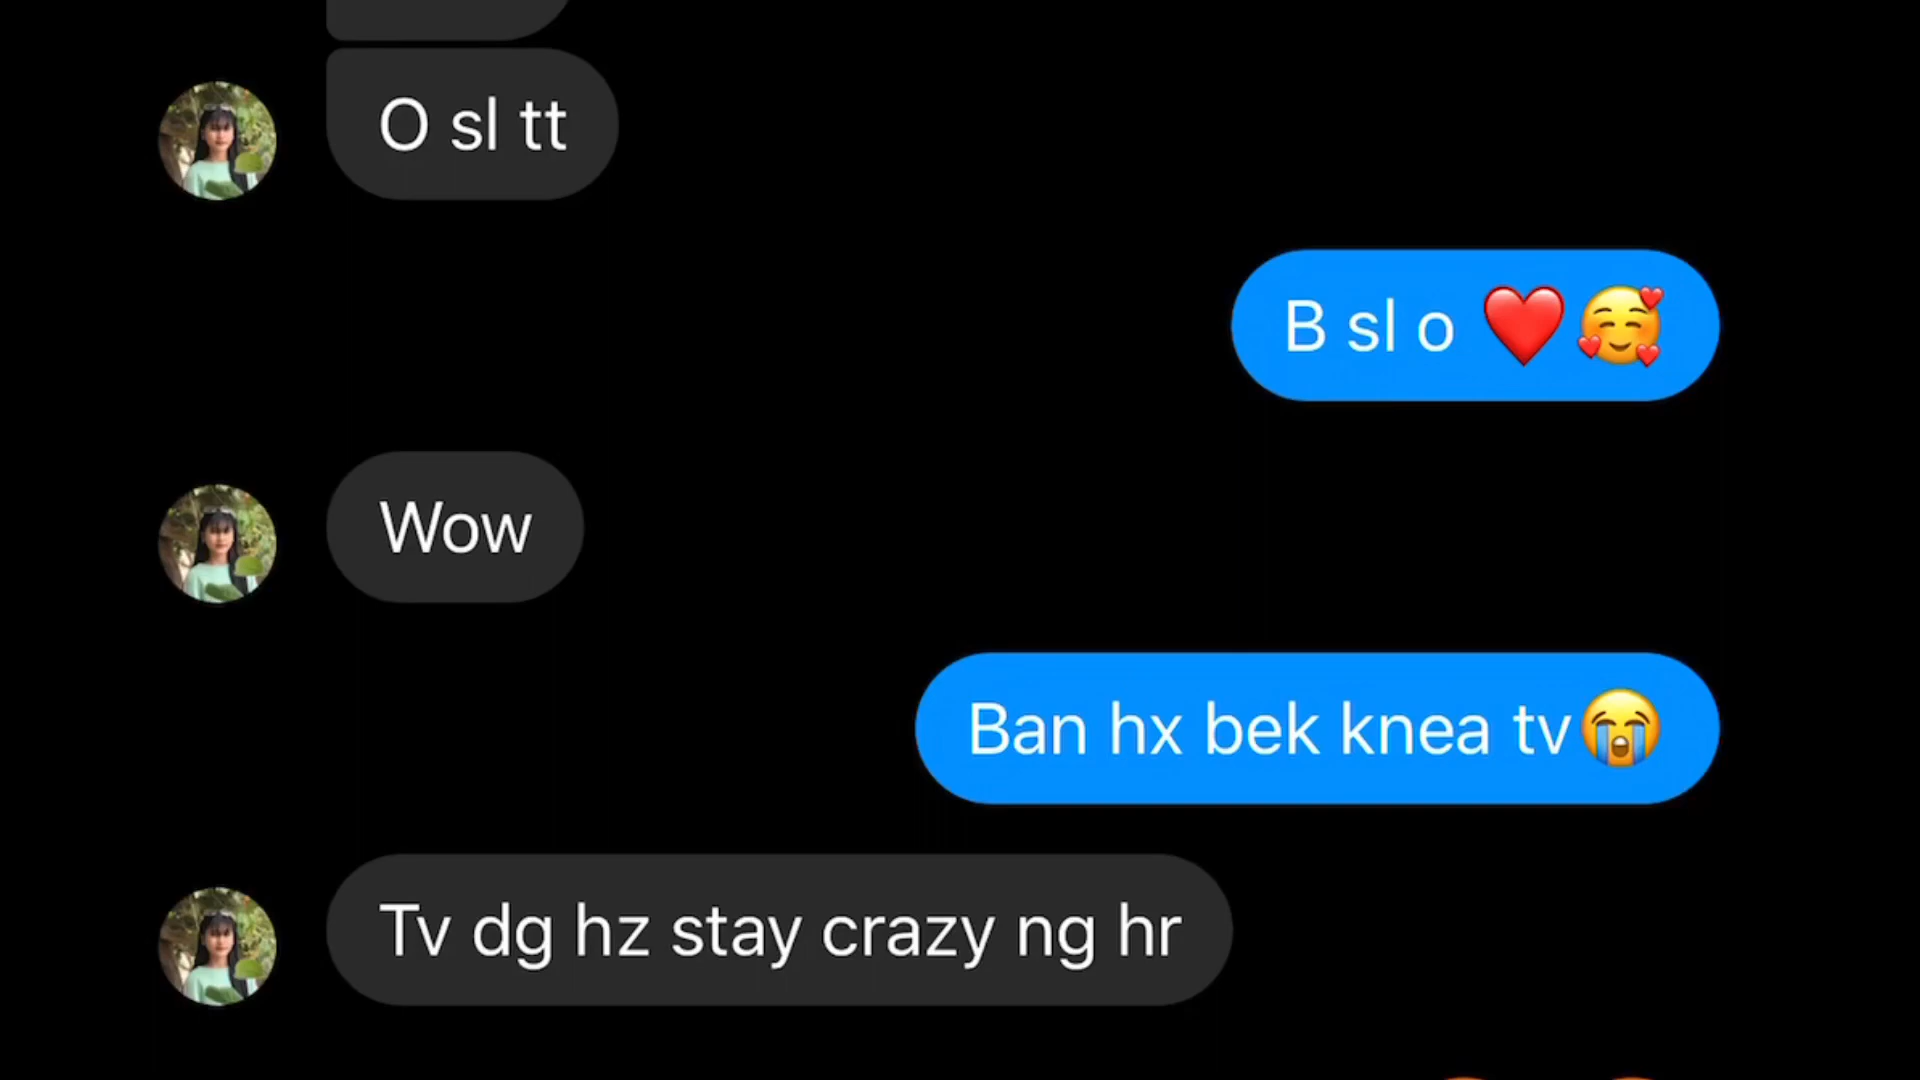 O sl tt
B sl o ❤️🥰
Wow
Ban hx bek knea tv😭
Tv dg hz stay crazy ng hr